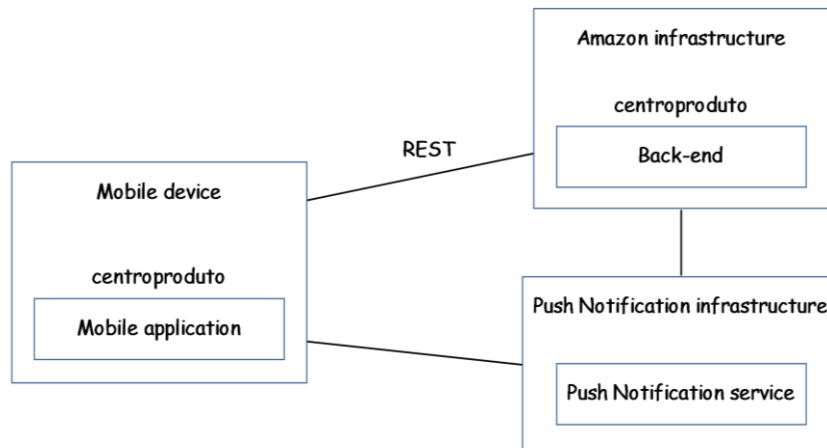 Amazon infrastructure
centroproduto
Back-end
REST
Mobile device
centroproduto
Mobile application
Push Notification infrastructure
Push Notification service